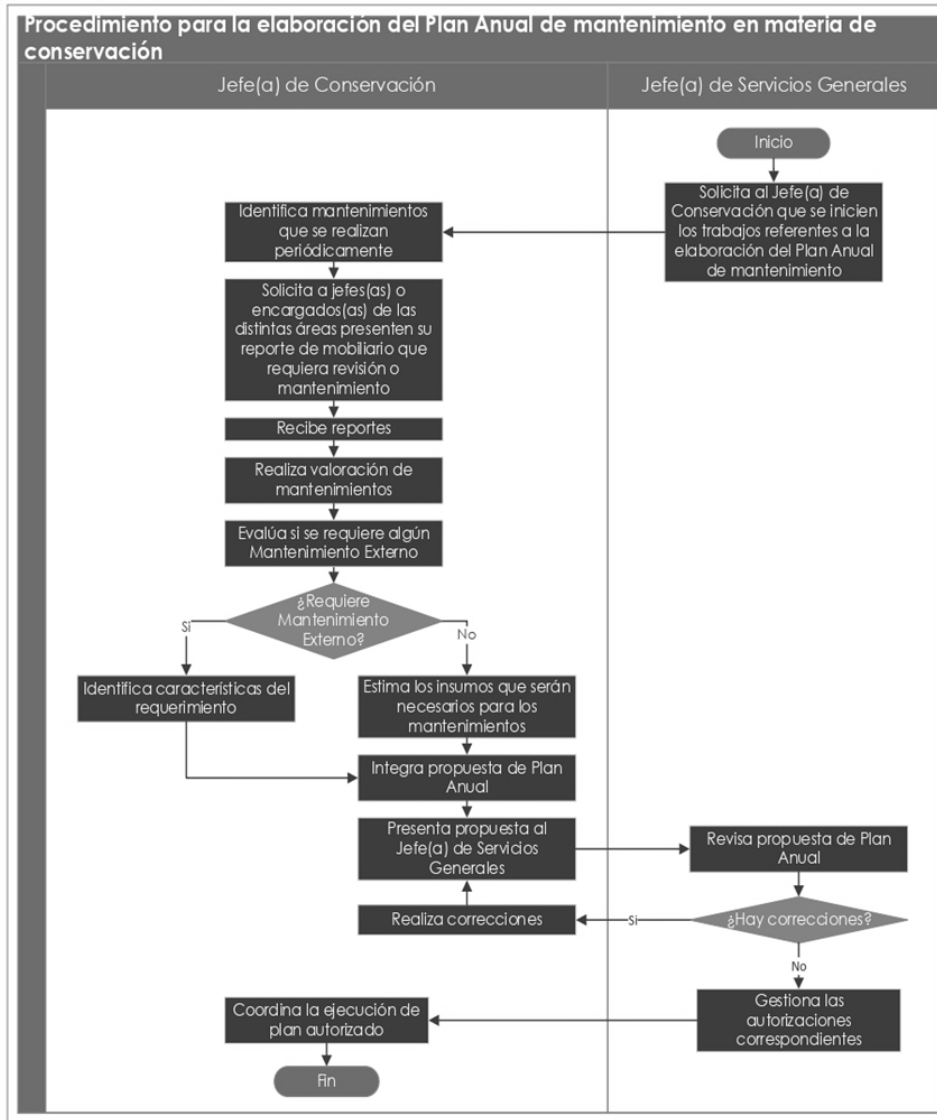 Procedimiento para la elaboración del Plan Anual de mantenimiento en materia de
conservación
Jefe(a) de Conservación
Jefe(a) de Servicios Generales
Inicio
Solicita al Jefe(a) de
Conservación que se inicien
los trabajos referentes a la
elaboración del Plan Anual
de mantenimiento
Identifica mantenimientos
que se realizan
periódicamente
Solicita a jefes(as) o
encargados(as) de las
distintas áreas presenten su
reporte de mobiliario que
requiera revisión o
mantenimiento
Recibe reportes
Realiza valoración de
mantenimientos
Evalúa si se requiere algún
Mantenimiento Externo
¿Requiere
Mantenimiento
Externo?
Si
No
Identifica características del
requerimiento
Estima los insumos que serán
necesarios para los
mantenimientos
Integra propuesta de Plan
Anual
Presenta propuesta al
Jefe(a) de Servicios
Generales
Revisa propuesta de Plan
Anual
¿Hay correcciones?
Si
Realiza correcciones
No
Gestiona las
autorizaciones
correspondientes
Coordina la ejecución de
plan autorizado
Fin